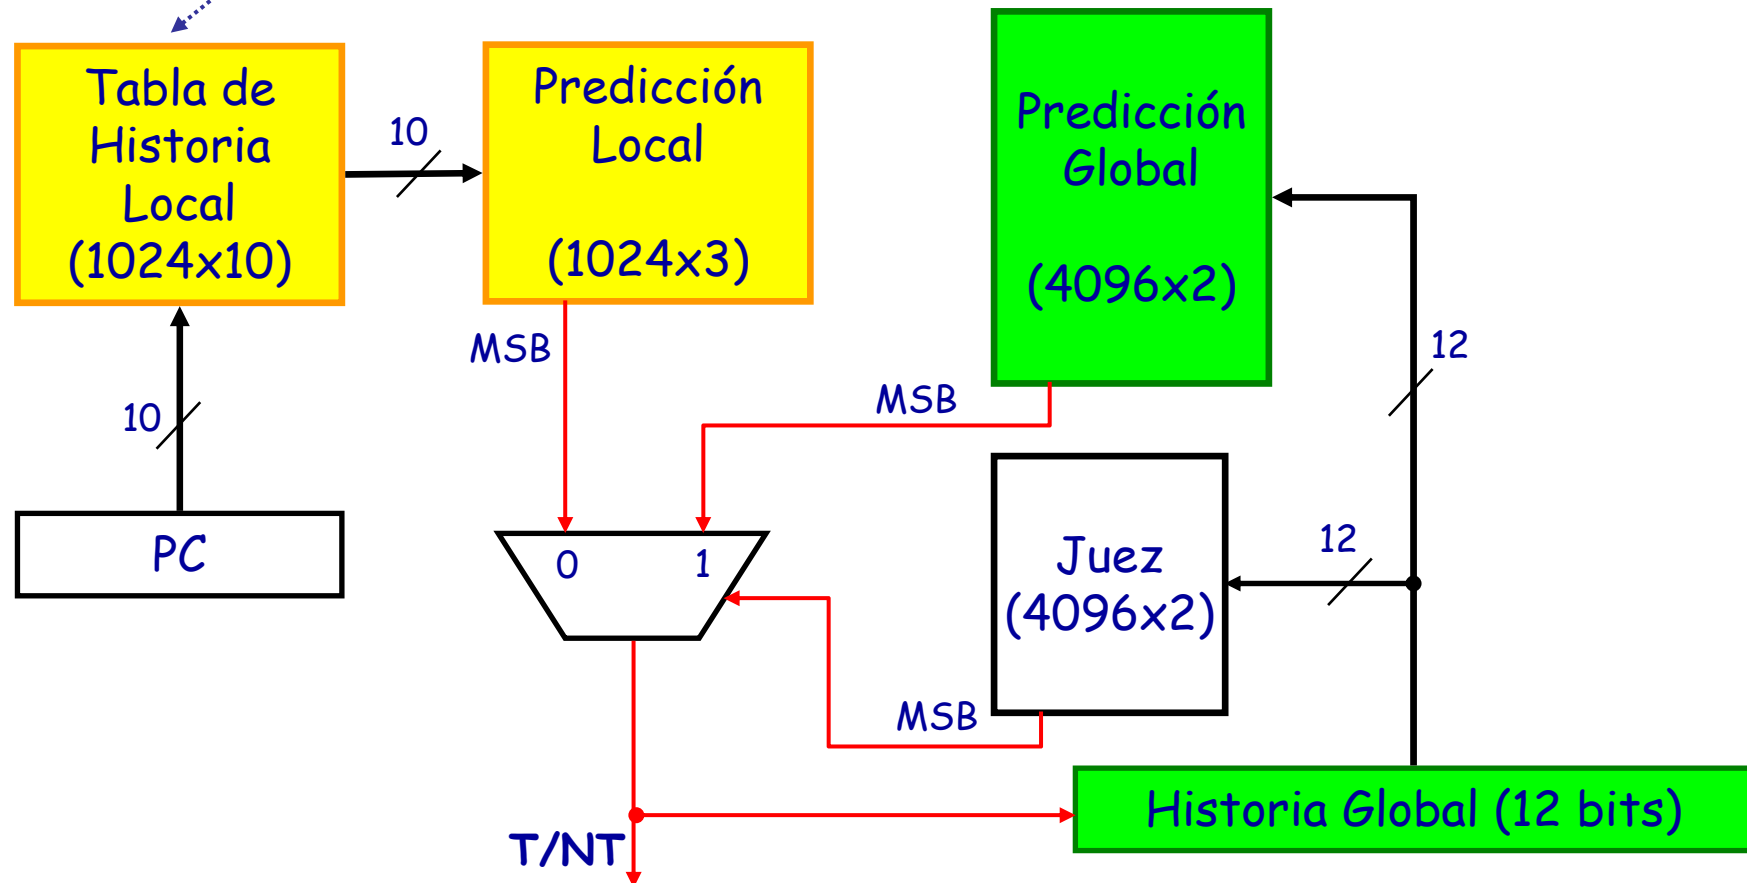 Tabla de
Historia
Local
(1024x10)
10
Predicción
Local
(1024x3)
Predicción
Global
(4096x2)
MSB
MSB
12
10
PC
0
1
Juez
(4096x2)
12
MSB
Historia Global (12 bits)
T/NT